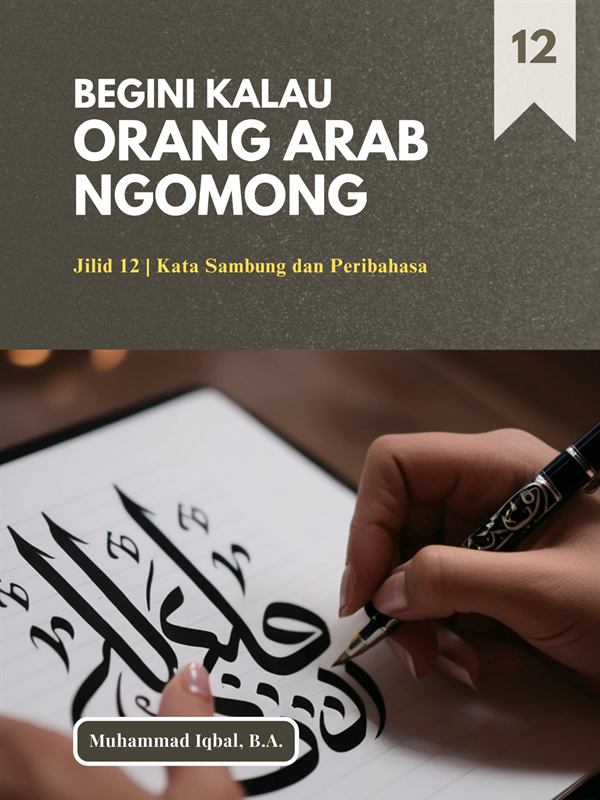 12
BEGINI KALAU
ORANG ARAB
NGOMONG
Jilid 12 | Kata Sambung dan Peribahasa
Muhammad Iqbal, B.A.